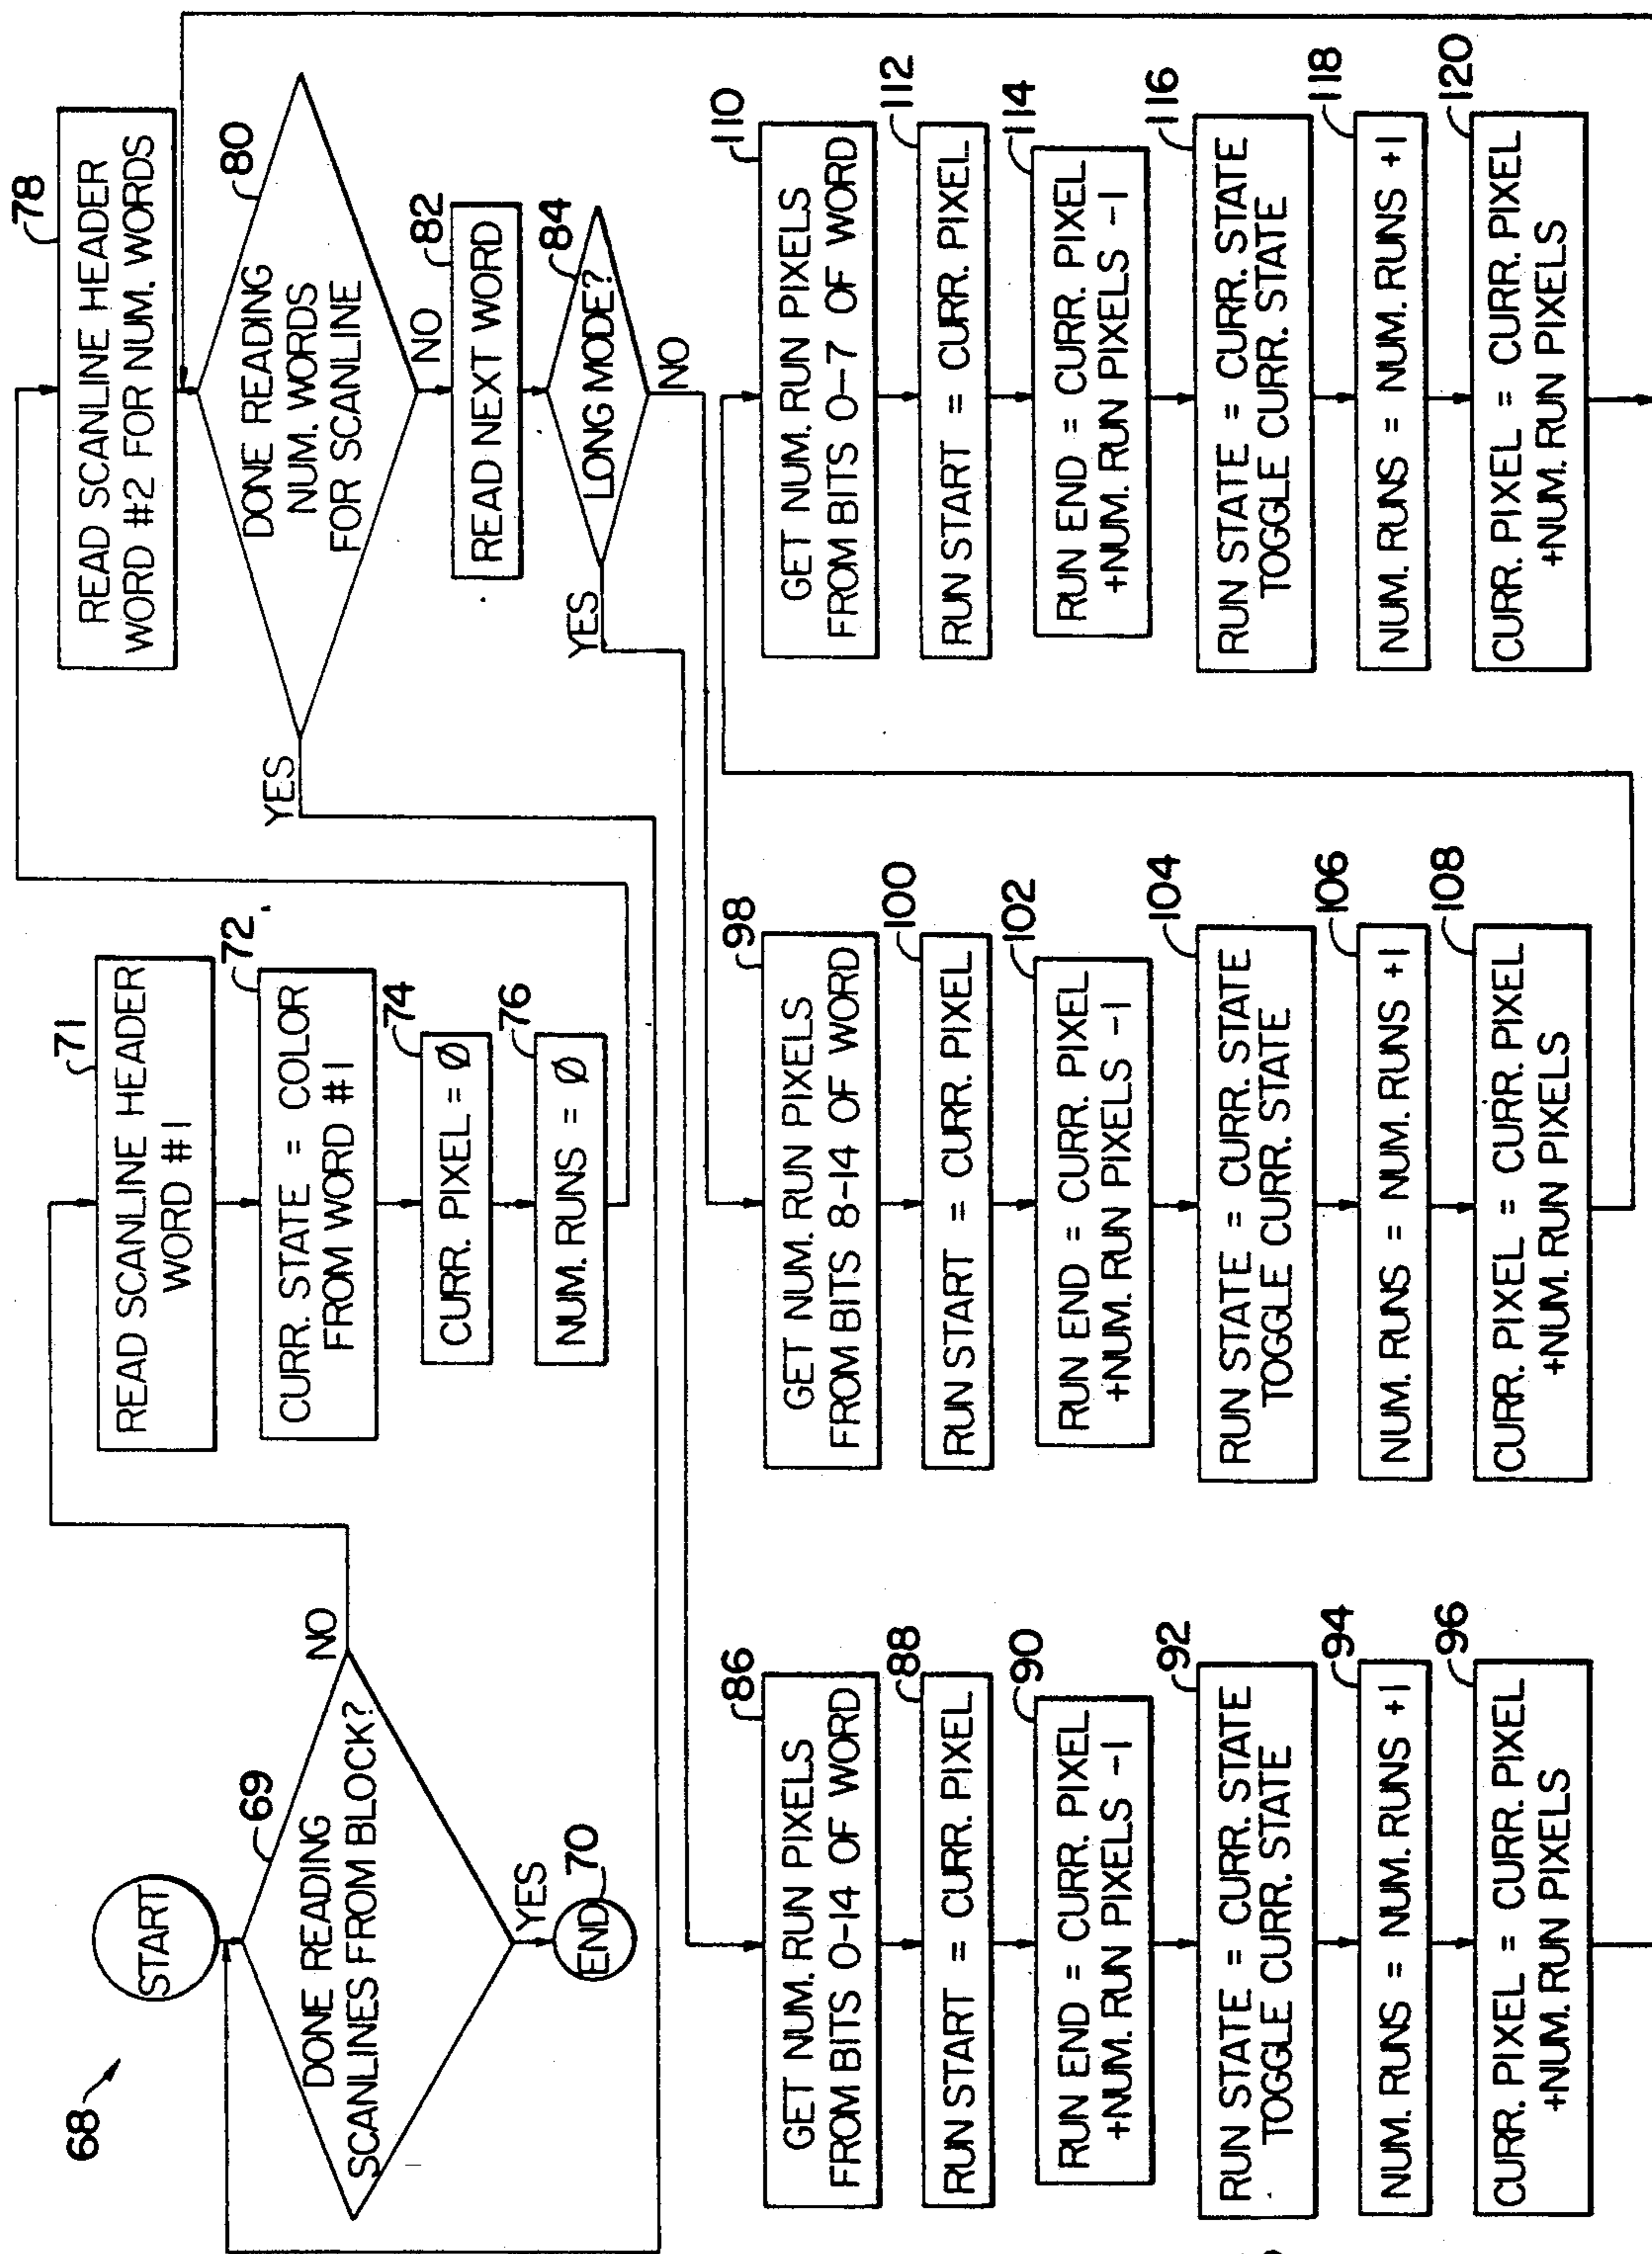 68
START
69
DONE READING
SCANLINES FROM BLOCK?
NO
YES
END
70
71
READ SCANLINE HEADER
WORD #1
72
CURR. STATE = COLOR
FROM WORD #1
74
CURR. PIXEL = Ø
76
NUM. RUNS = Ø
78
READ SCANLINE HEADER
WORD #2 FOR NUM. WORDS
80
DONE READING
NUM. WORDS
FOR SCANLINE
YES
NO
82
READ NEXT WORD
84
LONG MODE?
YES
NO
86
GET NUM. RUN PIXELS
FROM BITS 0-14 OF WORD
88
RUN START = CURR. PIXEL
90
RUN END = CURR. PIXEL
+NUM. RUN PIXELS -1
92
RUN STATE = CURR. STATE
TOGGLE CURR. STATE
94
NUM. RUNS = NUM. RUNS +1
96
CURR. PIXEL = CURR. PIXEL
+NUM. RUN PIXELS
98
GET NUM. RUN PIXELS
FROM BITS 8-14 OF WORD
100
RUN START = CURR. PIXEL
102
RUN END = CURR. PIXEL
+NUM. RUN PIXELS -1
104
RUN STATE = CURR. STATE
TOGGLE CURR. STATE
106
NUM. RUNS = NUM. RUNS +1
108
CURR. PIXEL = CURR. PIXEL
+NUM. RUN PIXELS
110
GET NUM. RUN PIXELS
FROM BITS 0-7 OF WORD
112
RUN START = CURR. PIXEL
114
RUN END = CURR. PIXEL
+NUM. RUN PIXELS -1
116
RUN STATE = CURR. STATE
TOGGLE CURR. STATE
118
NUM. RUNS = NUM. RUNS +1
120
CURR. PIXEL = CURR. PIXEL
+NUM. RUN PIXELS